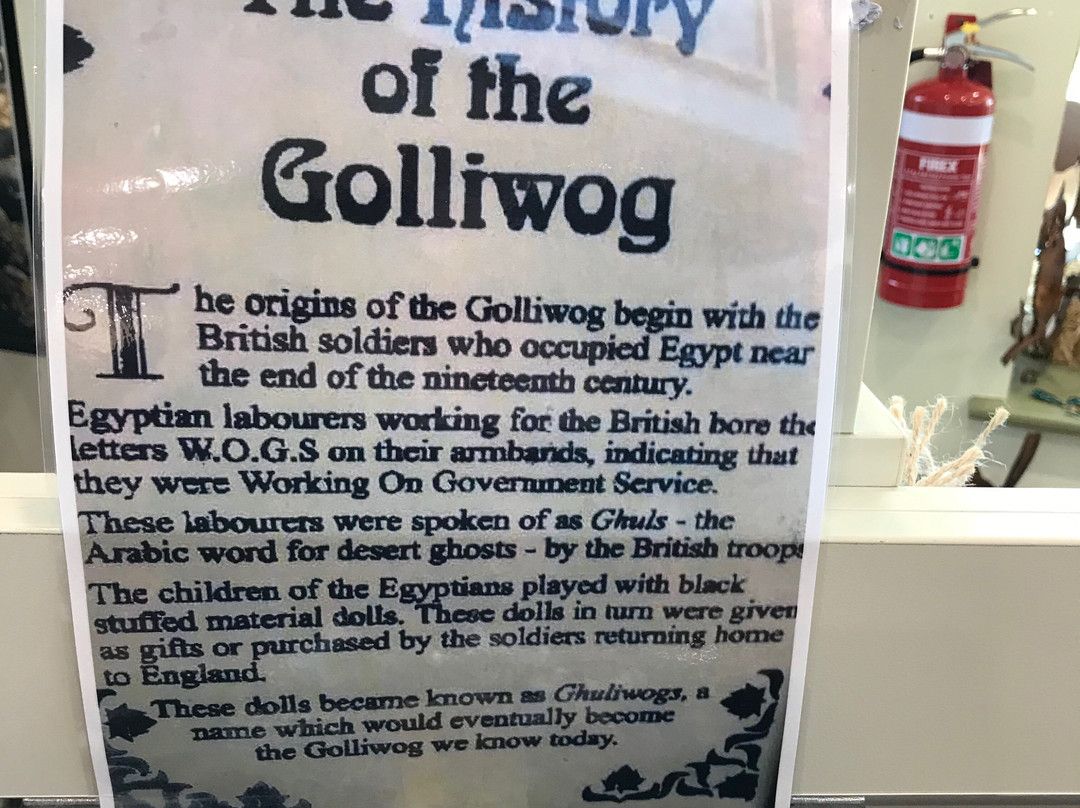 The History
of the
Golliwog
The origins of the Golliwog begin with the
British soldiers who occupied Egypt near
the end of the nineteenth century.
Egyptian labourers working for the British bore the
letters W.O.G.S on their armbands, indicating that
they were Working On Government Service.
These labourers were spoken of as Ghuls - the
Arabic word for desert ghosts - by the British troops
The children of the Egyptians played with black
stuffed material dolls. These dolls in turn were given
as gifts or purchased by the soldiers returning home
to England.
These dolls became known as Ghuliwogs, a
name which would eventually become
the Golliwog we know today.
FIREX